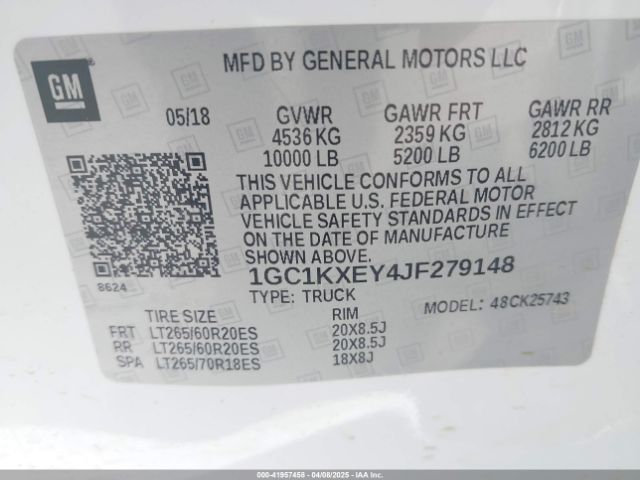 GM
MFD BY GENERAL MOTORS LLC
05/18 GVWR GAWR FRT GAWR RR
4536 KG 2359 KG 2812 KG
10000 LB 5200 LB 6200 LB
THIS VEHICLE CONFORMS TO ALL
APPLICABLE U.S. FEDERAL MOTOR
VEHICLE SAFETY STANDARDS IN EFFECT
ON THE DATE OF MANUFACTURE
SHOWN ABOVE.
8624
1GC1KXEY4JF279148
TYPE: TRUCK MODEL: 48CK25743
TIRE SIZE RIM
FRT LT265/60R20ES 20X8.5J
RR LT265/60R20ES 20X8.5J
SPA LT265/70R18ES 18X8J
000-41957458 - 04/08/2025 - IAAI.COM